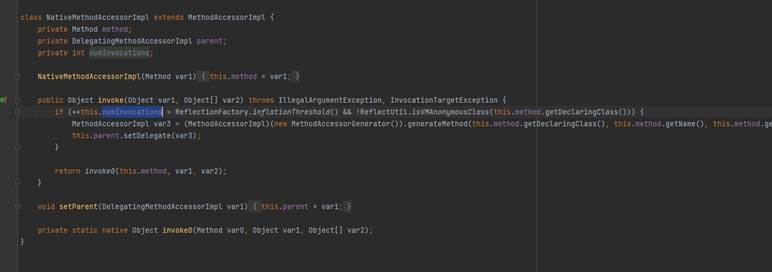 class NativeMethodAccessorImpl extends MethodAccessorImpl {
private Method method;
private DelegatingMethodAccessorImpl parent;
private int numInvocations;
NativeMethodAccessorImpl(Method var1) { this.method = var1; }
public Object invoke(Object var1, Object[] var2) throws IllegalArgumentException, InvocationTargetException {
if (++this.numInvocations > ReflectionFactory.inflationThreshold() && !ReflectUtil.isVMAnonymousClass(this.method.getDeclaringClass())) {
MethodAccessorImpl var3 = (MethodAccessorImpl)(new MethodAccessorGenerator()).generateMethod(this.method.getDeclaringClass(), this.method.getName(), this.method.ge
this.parent.setDelegate(var3);
}
return invoke0(this.method, var1, var2);
}
void setParent(DelegatingMethodAccessorImpl var1) { this.parent = var1; }
private static native Object invoke0(Method var0, Object var1, Object[] var2);
}